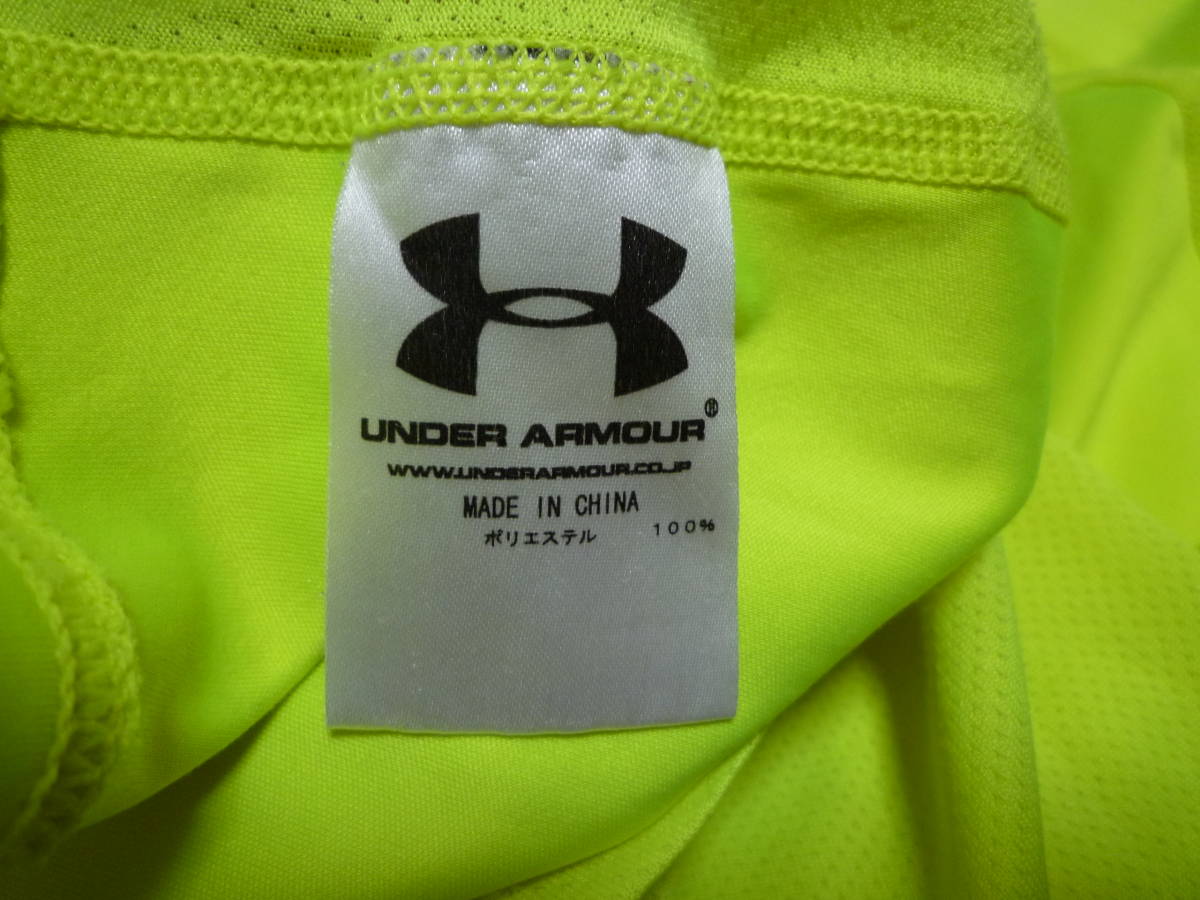 UNDER ARMOUR®
WWW.UNDERARMOUR.CO.JP
MADE IN CHINA
ポリエステル 100%